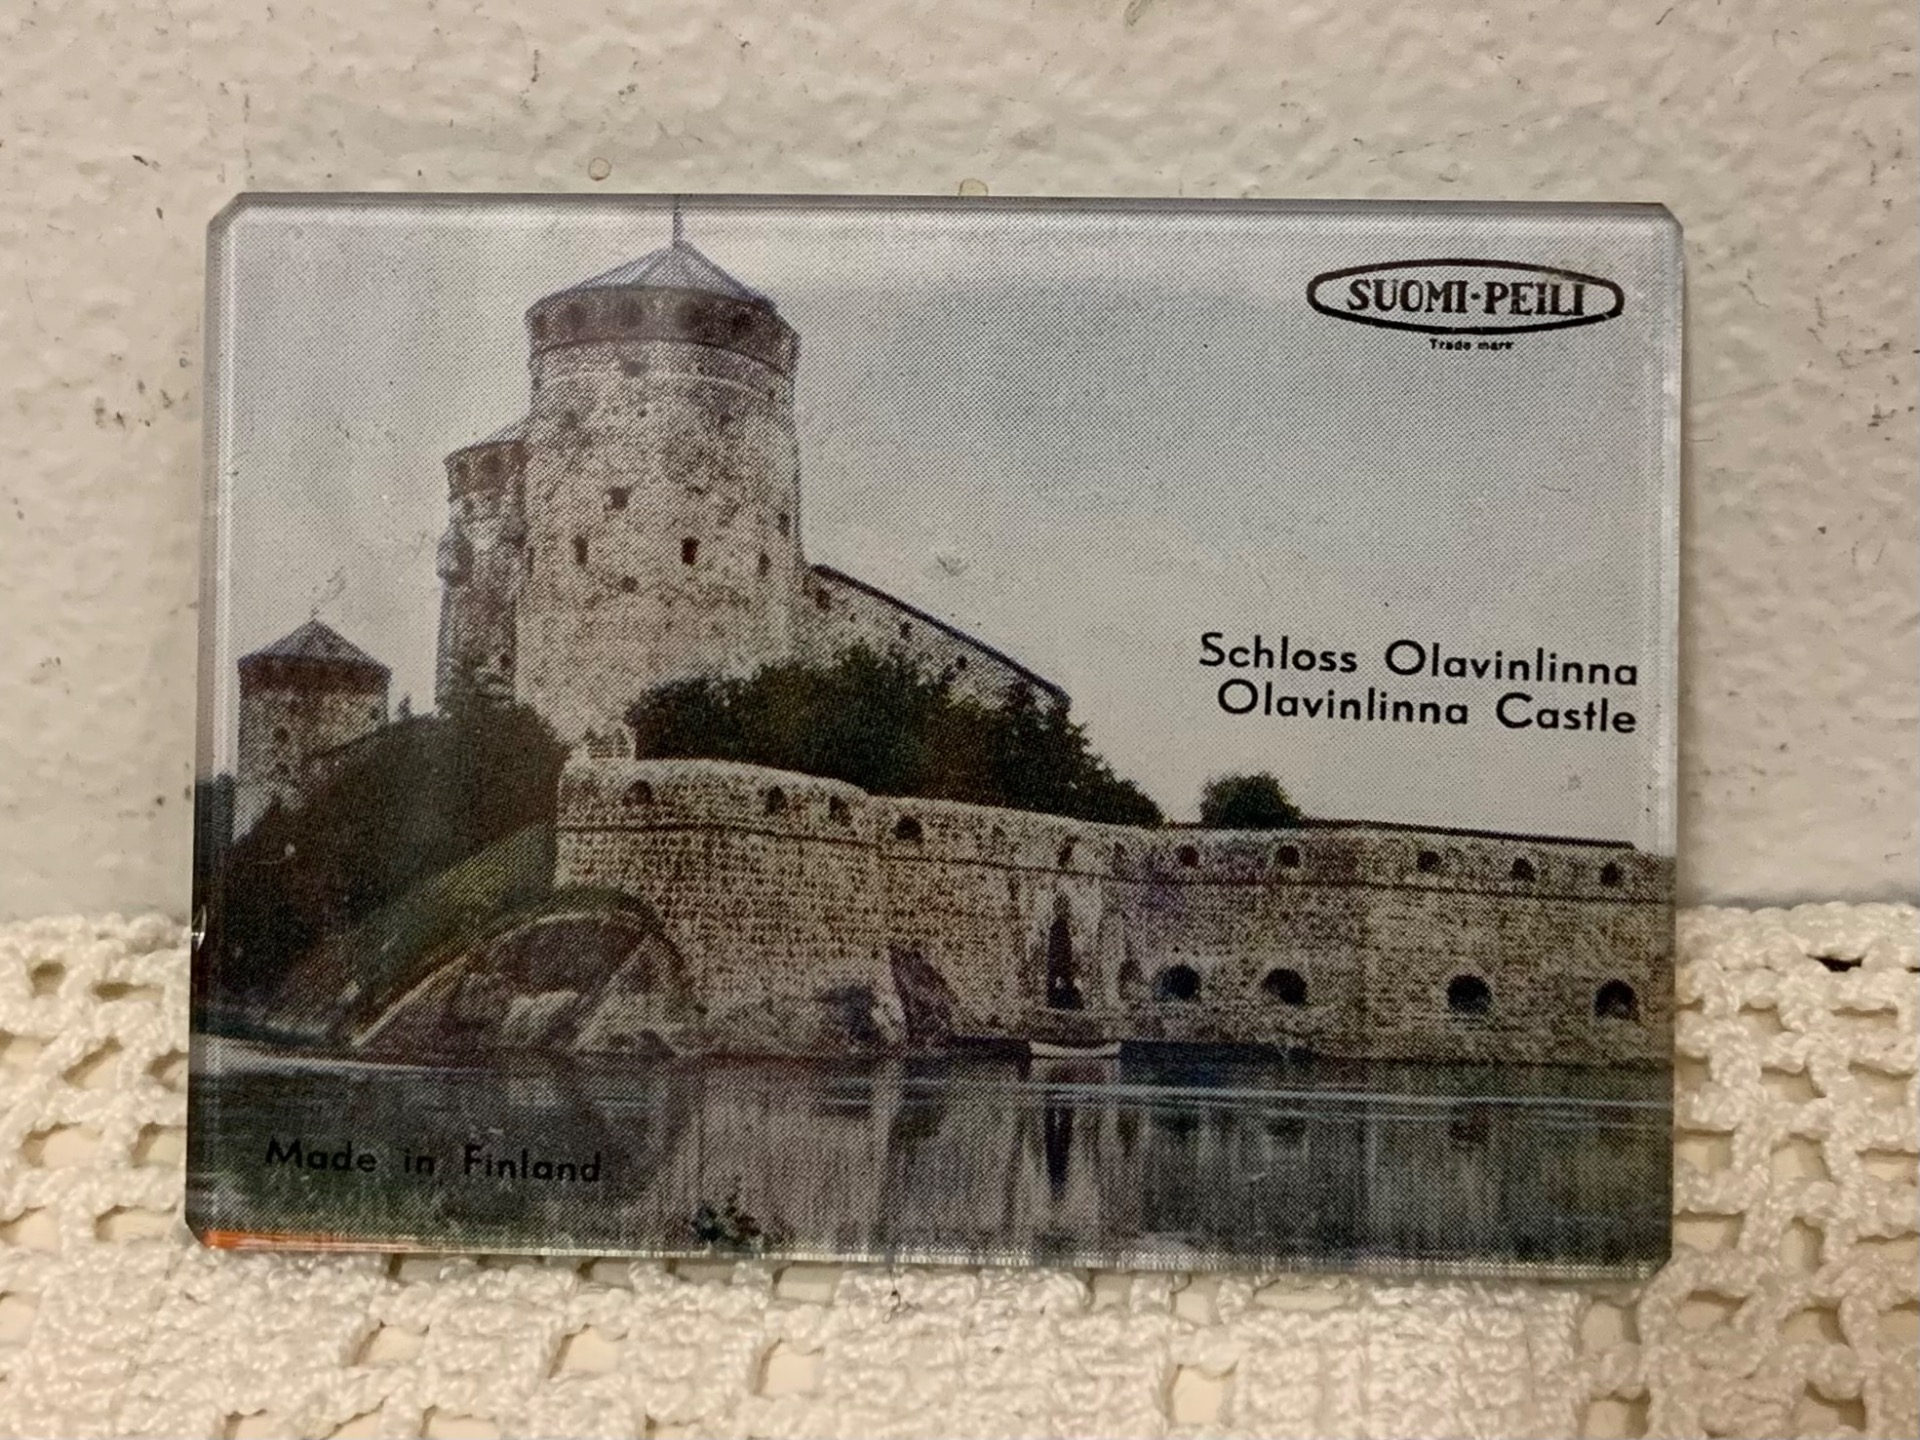 SUOMI-PEILI
Trade mark
Schloss Olavinlinna
Olavinlinna Castle
Made in Finland